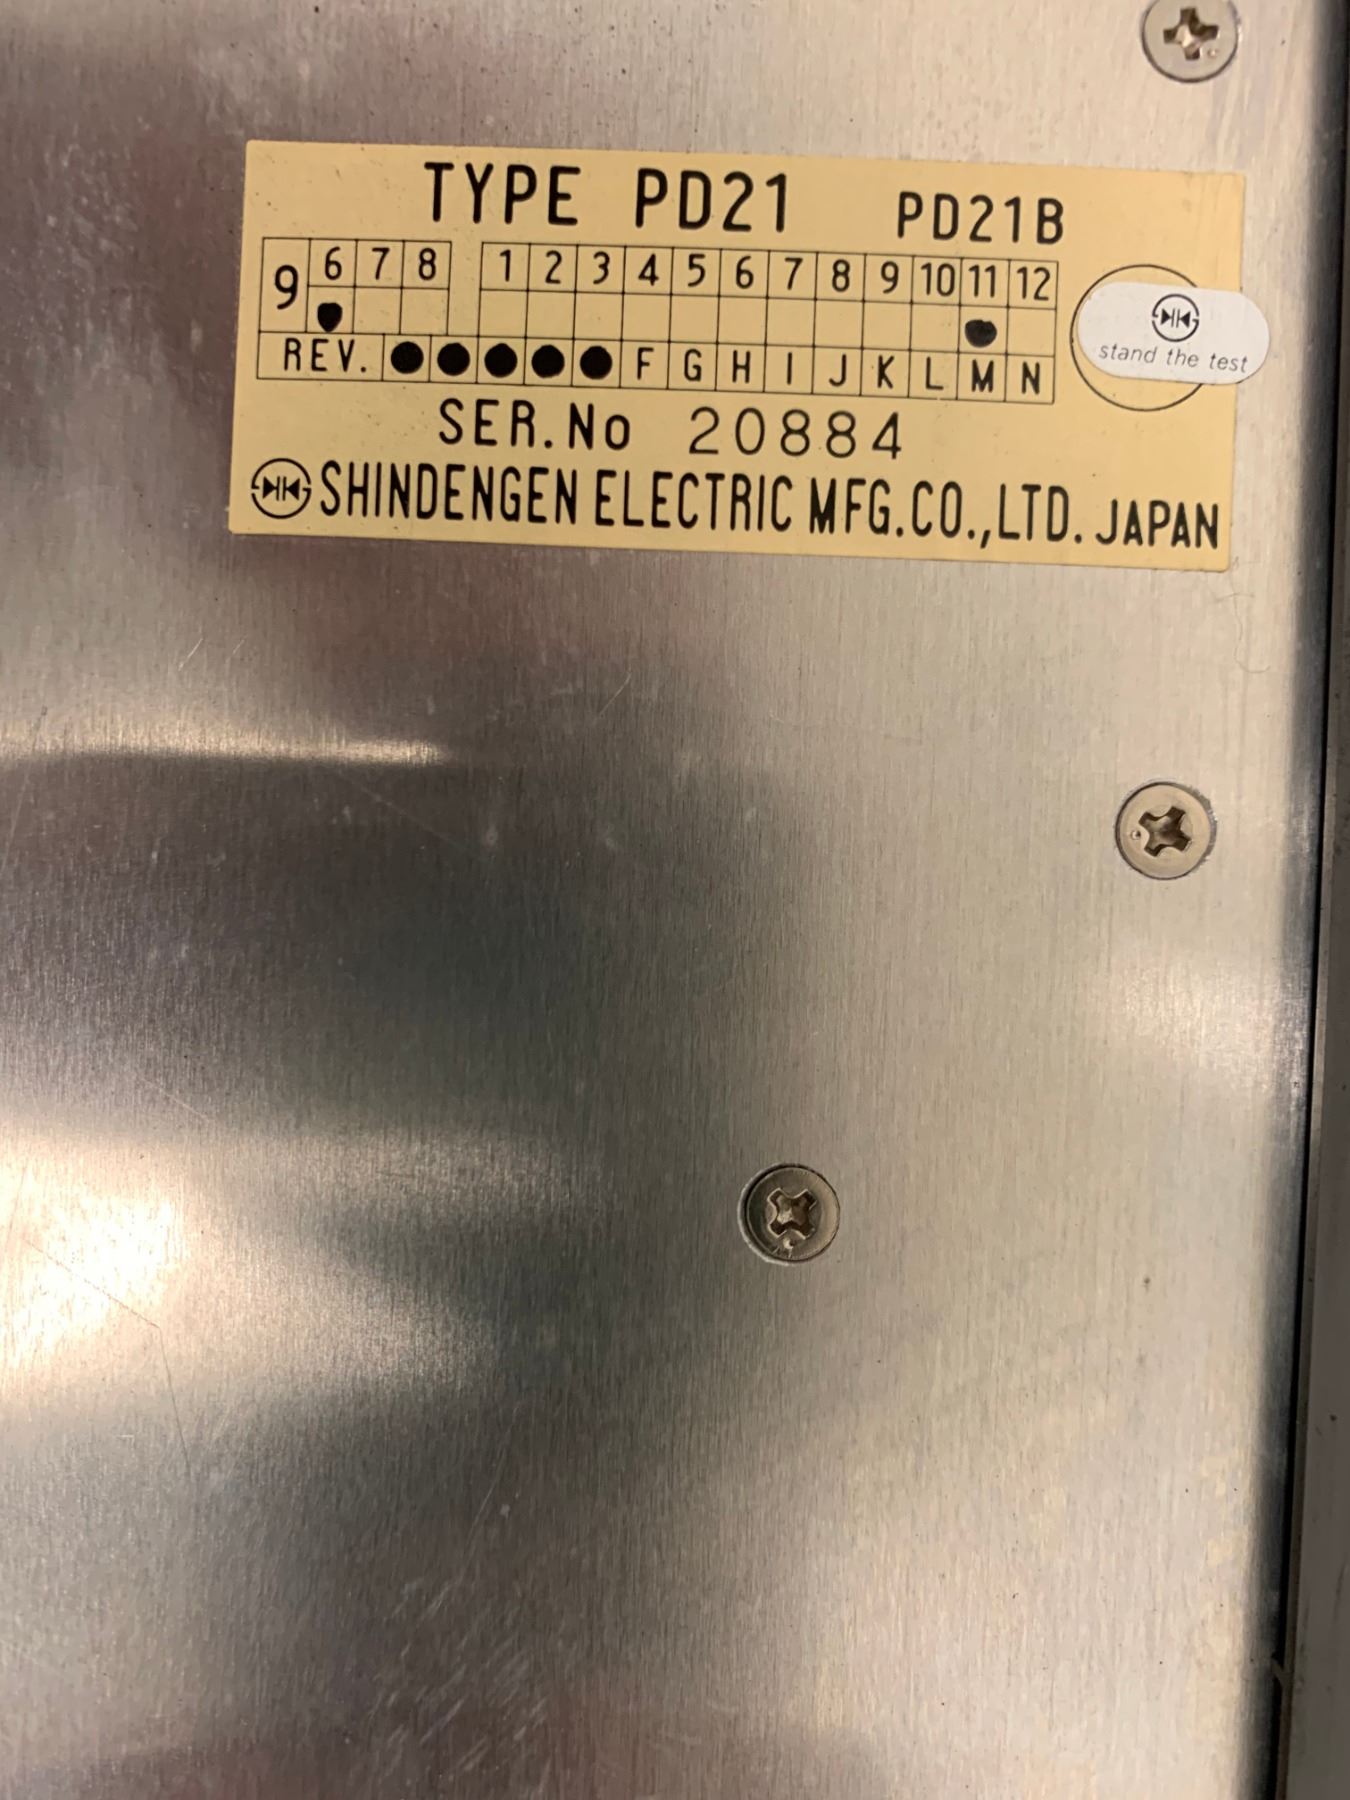 TYPE PD21 PD21B
9 6 7 8 1 2 3 4 5 6 7 8 9 10 11 12
REV. ● ● ● ● ● F G H I J K L M N
stand the test
SER.No 20884
SHINDENGEN ELECTRIC MFG.CO.,LTD. JAPAN